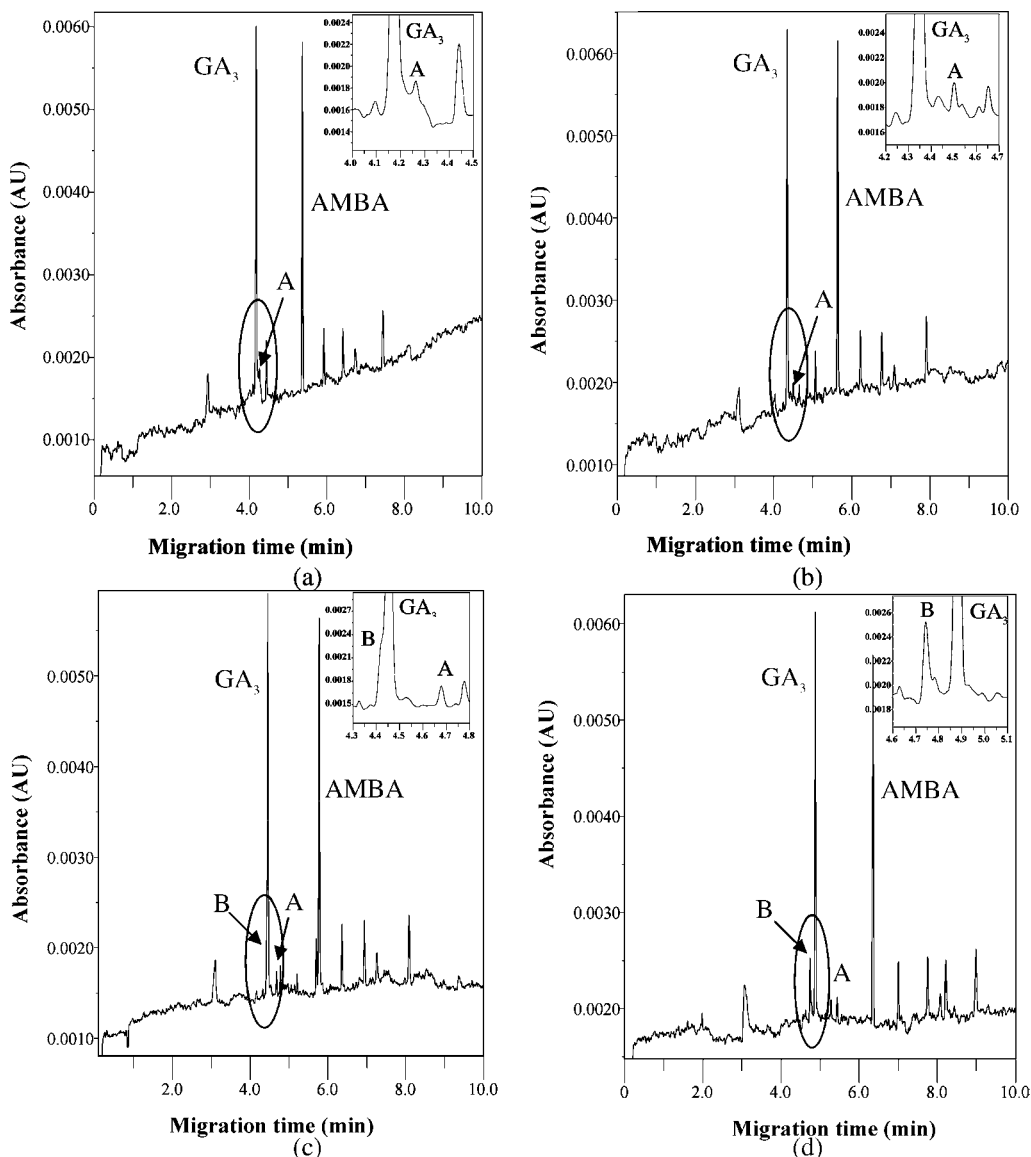 0.0060
0.0050
0.0040
0.0030
0.0020
0.0010
Absorbance (AU)
GA3
A
AMBA
0.0024
0.0022
0.0020
0.0018
0.0016
0.0014
GA3
A
4.0 4.1 4.2 4.3 4.4 4.5
0 2.0 4.0 6.0 8.0 10.0
Migration time (min)
(a)
0.0060
0.0050
0.0040
0.0030
0.0020
0.0010
Absorbance (AU)
GA3
A
AMBA
0.0024
0.0022
0.0020
0.0018
0.0016
GA3
A
4.2 4.3 4.4 4.5 4.6 4.7
0 2.0 4.0 6.0 8.0 10.0
Migration time (min)
(b)
0.0050
0.0040
0.0030
0.0020
0.0010
Absorbance (AU)
GA3
B
A
AMBA
0.0027
0.0024
0.0021
0.0018
0.0015
B
GA3
A
4.3 4.4 4.5 4.6 4.7 4.8
2.0 4.0 6.0 8.0 10.0
Migration time (min)
(c)
0.0060
0.0050
0.0040
0.0030
0.0020
Absorbance (AU)
GA3
B
A
AMBA
0.0026
0.0024
0.0022
0.0020
0.0018
B
GA3
4.6 4.7 4.8 4.9 5.0 5.1
0 2.0 4.0 6.0 8.0 10.0
Migration time (min)
(d)